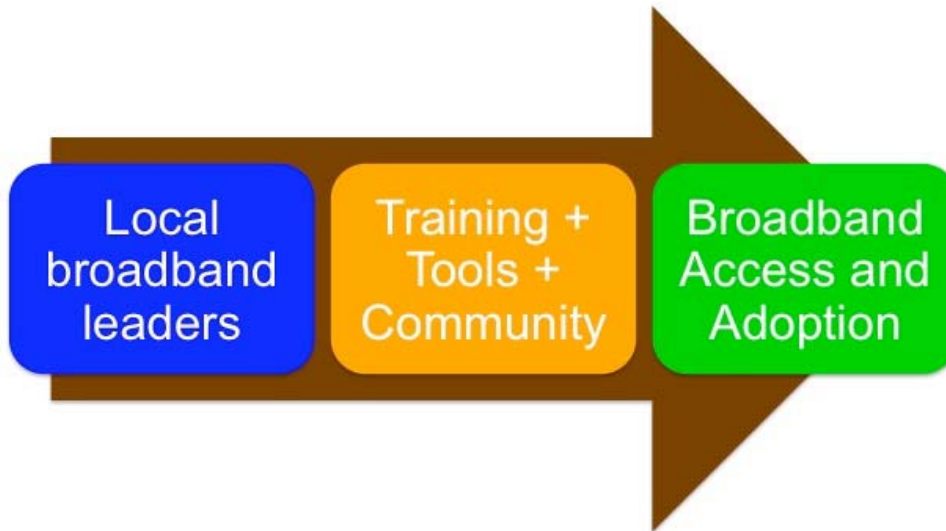 Local
broadband
leaders
Training +
Tools +
Community
Broadband
Access and
Adoption